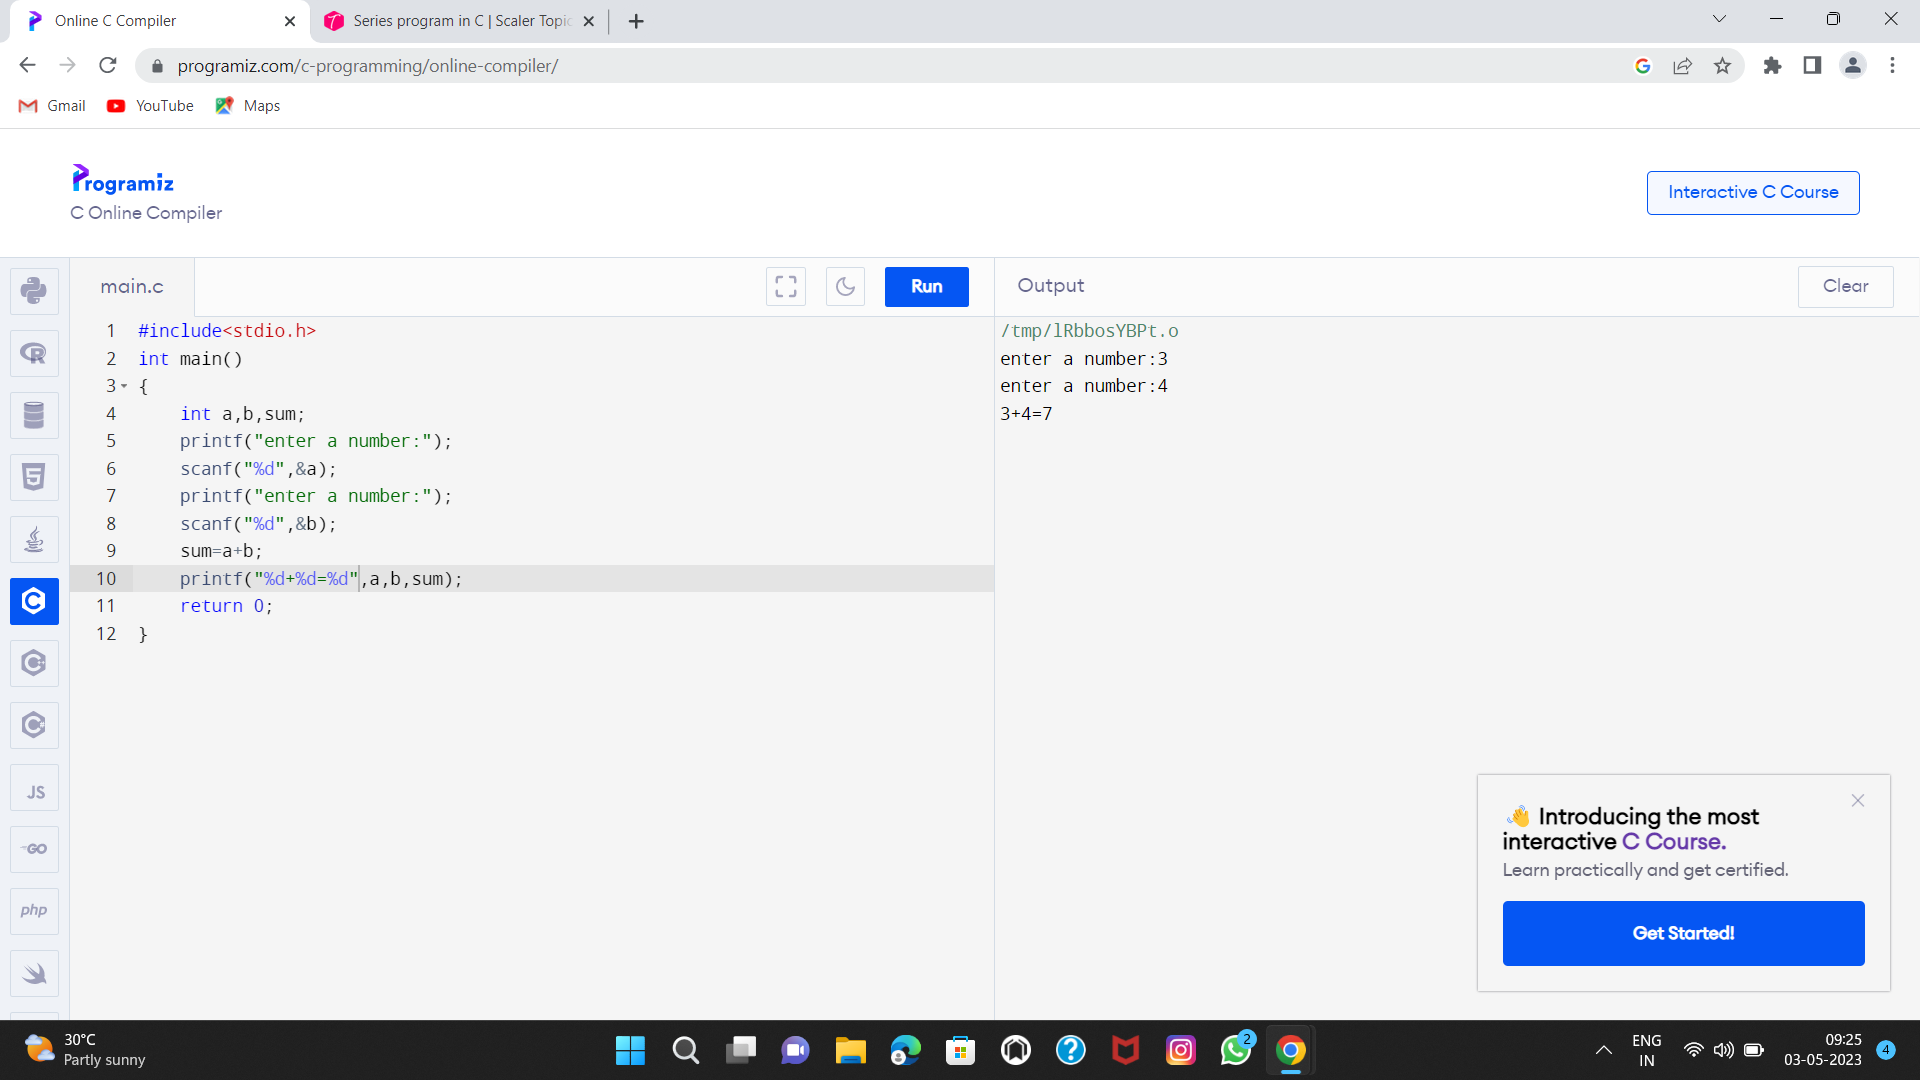 Online C Compiler
Series program in C | Scaler Topic
programiz.com/c-programming/online-compiler/
Gmail
YouTube
Maps
Programiz
C Online Compiler
Interactive C Course
main.c
Run
Output
Clear
1 #include<stdio.h>
2 int main()
3 {
4 int a,b,sum;
5 printf("enter a number:");
6 scanf("%d",&a);
7 printf("enter a number:");
8 scanf("%d",&b);
9 sum=a+b;
10 printf("%d+%d=%d",a,b,sum);
11 return 0;
12 }
/tmp/lRbbosYBPt.o
enter a number:3
enter a number:4
3+4=7
JS
GO
php
👋 Introducing the most
interactive C Course.
Learn practically and get certified.
Get Started!
30°C
Partly sunny
2
ENG
IN
09:25
03-05-2023
4